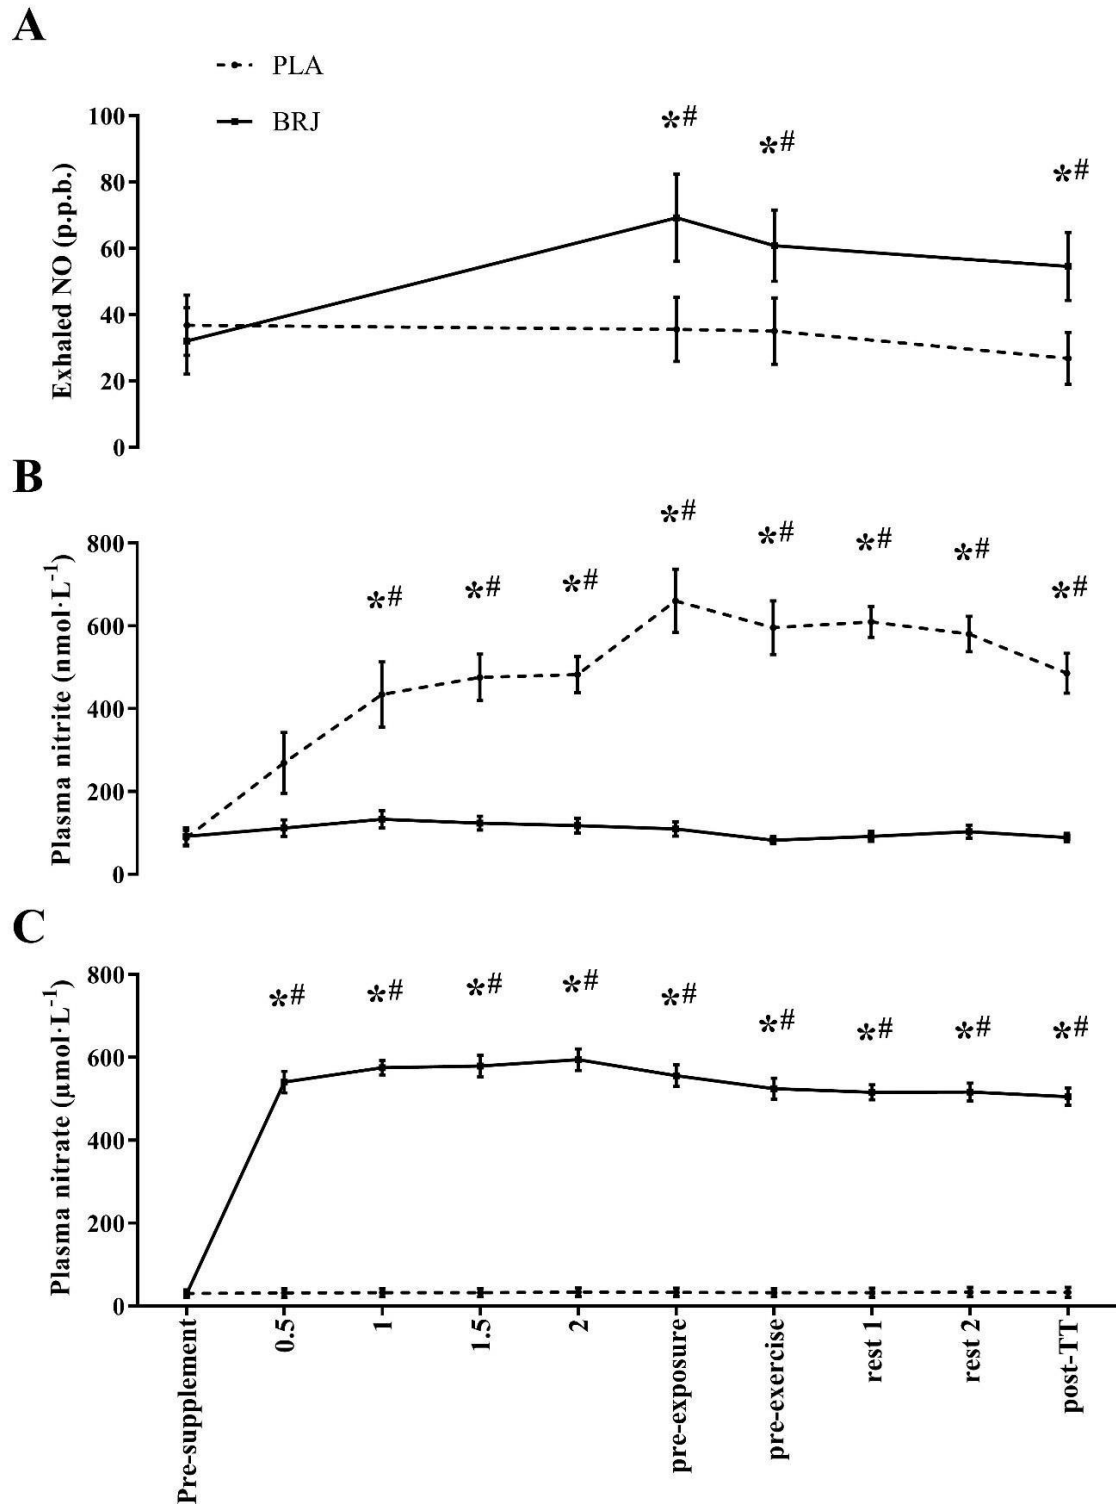 A
PLA
BRJ
Exhaled NO (p.p.b.)
100
80
60
40
20
0
*# *# *#
B
Plasma nitrite (nmol·L⁻¹)
800
600
400
200
0
*# *# *# *# *# *# *# *#
C
Plasma nitrate (µmol·L⁻¹)
800
600
400
200
0
*# *# *# *# *# *# *# *# *#
Pre-supplement
0.5
1
1.5
2
pre-exposure
pre-exercise
rest 1
rest 2
post-TT